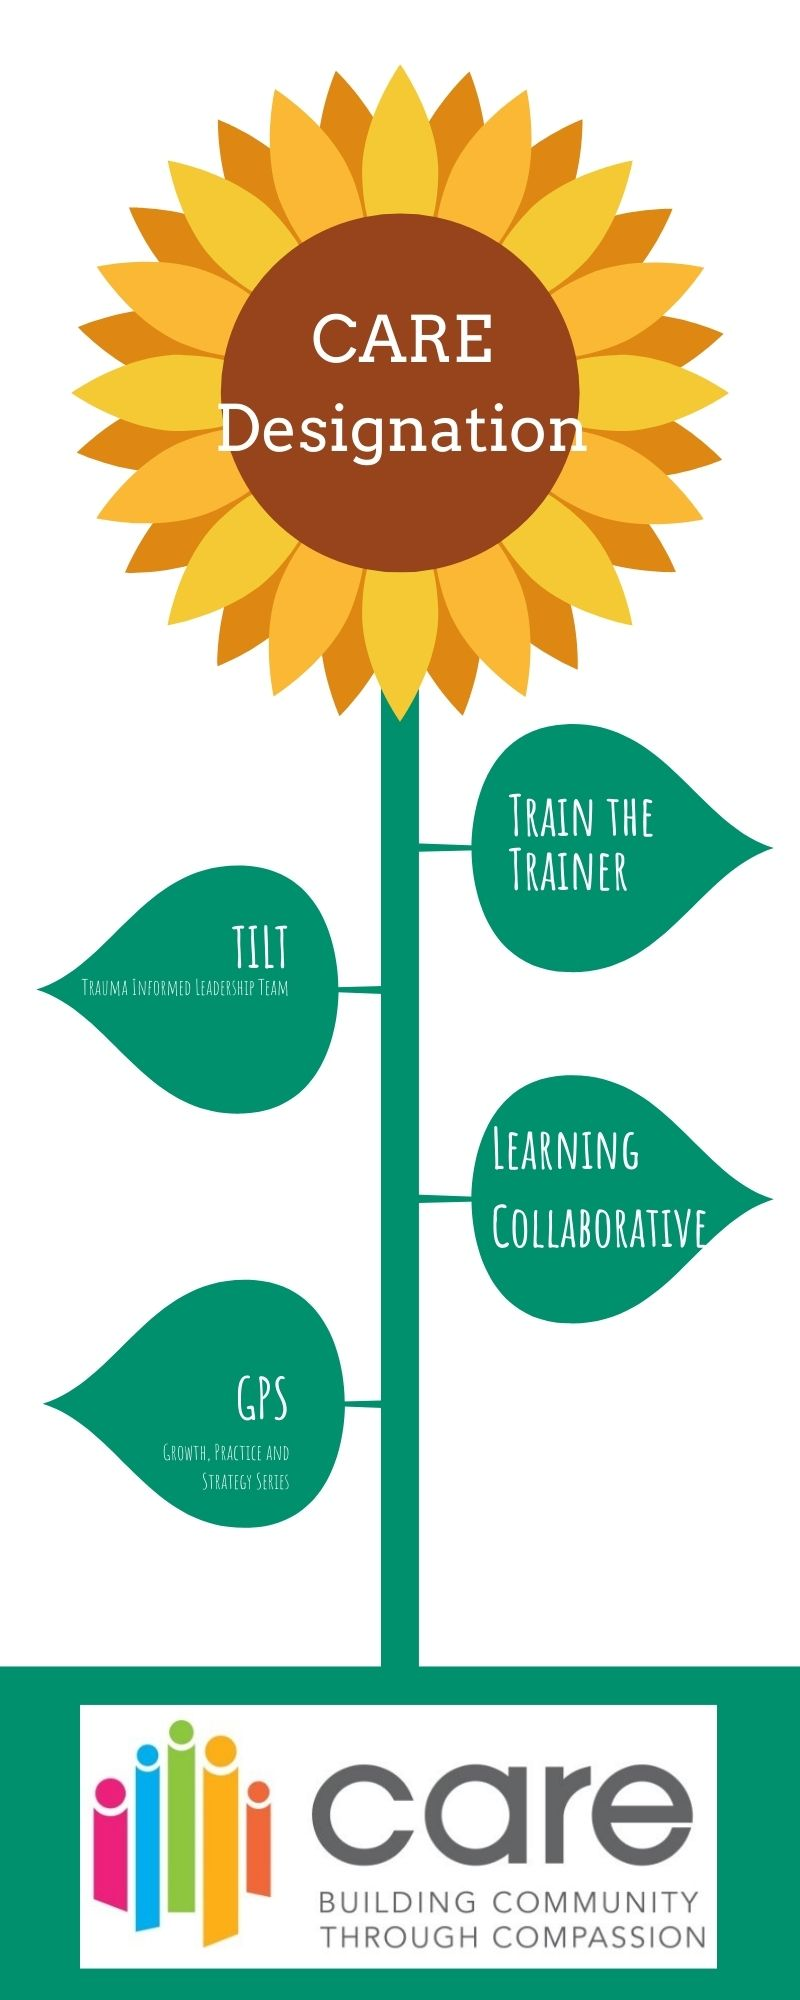 CARE
Designation
Train the
Trainer
TILT
Trauma Informed Leadership Team
Learning
Collaborative
GPS
Growth, Practice and
Strategy Series
care
BUILDING COMMUNITY
THROUGH COMPASSION